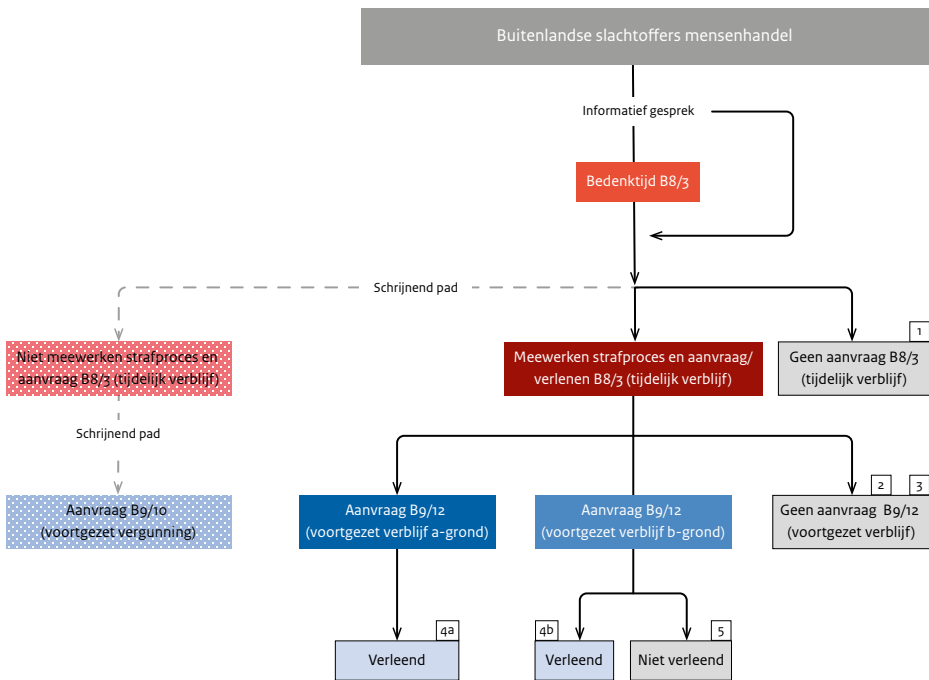 Buitenlandse slachtoffers mensenhandel
Informatief gesprek
Bedenktijd B8/3
Schrijnend pad
1
Niet meewerken strafproces en
aanvraag B8/3 (tijdelijk verblijf)
Meewerken strafproces en aanvraag/
verlenen B8/3 (tijdelijk verblijf)
Geen aanvraag B8/3
(tijdelijk verblijf)
Schrijnend pad
2
3
Aanvraag B9/10
(voortgezet vergunning)
Aanvraag B9/12
(voortgezet verblijf a-grond)
Aanvraag B9/12
(voortgezet verblijf b-grond)
Geen aanvraag B9/12
(voortgezet verblijf)
4a
Verleend
4b
Verleend
5
Niet verleend